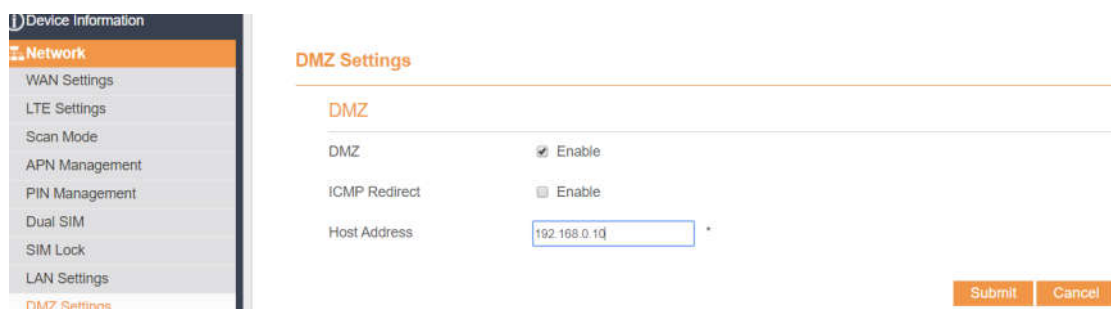 Device Information
Network
WAN Settings
LTE Settings
Scan Mode
APN Management
PIN Management
Dual SIM
SIM Lock
LAN Settings
DMZ Settings
DMZ Settings
DMZ
DMZ Enable
ICMP Redirect Enable
Host Address 192.168.0.10 *
Submit Cancel